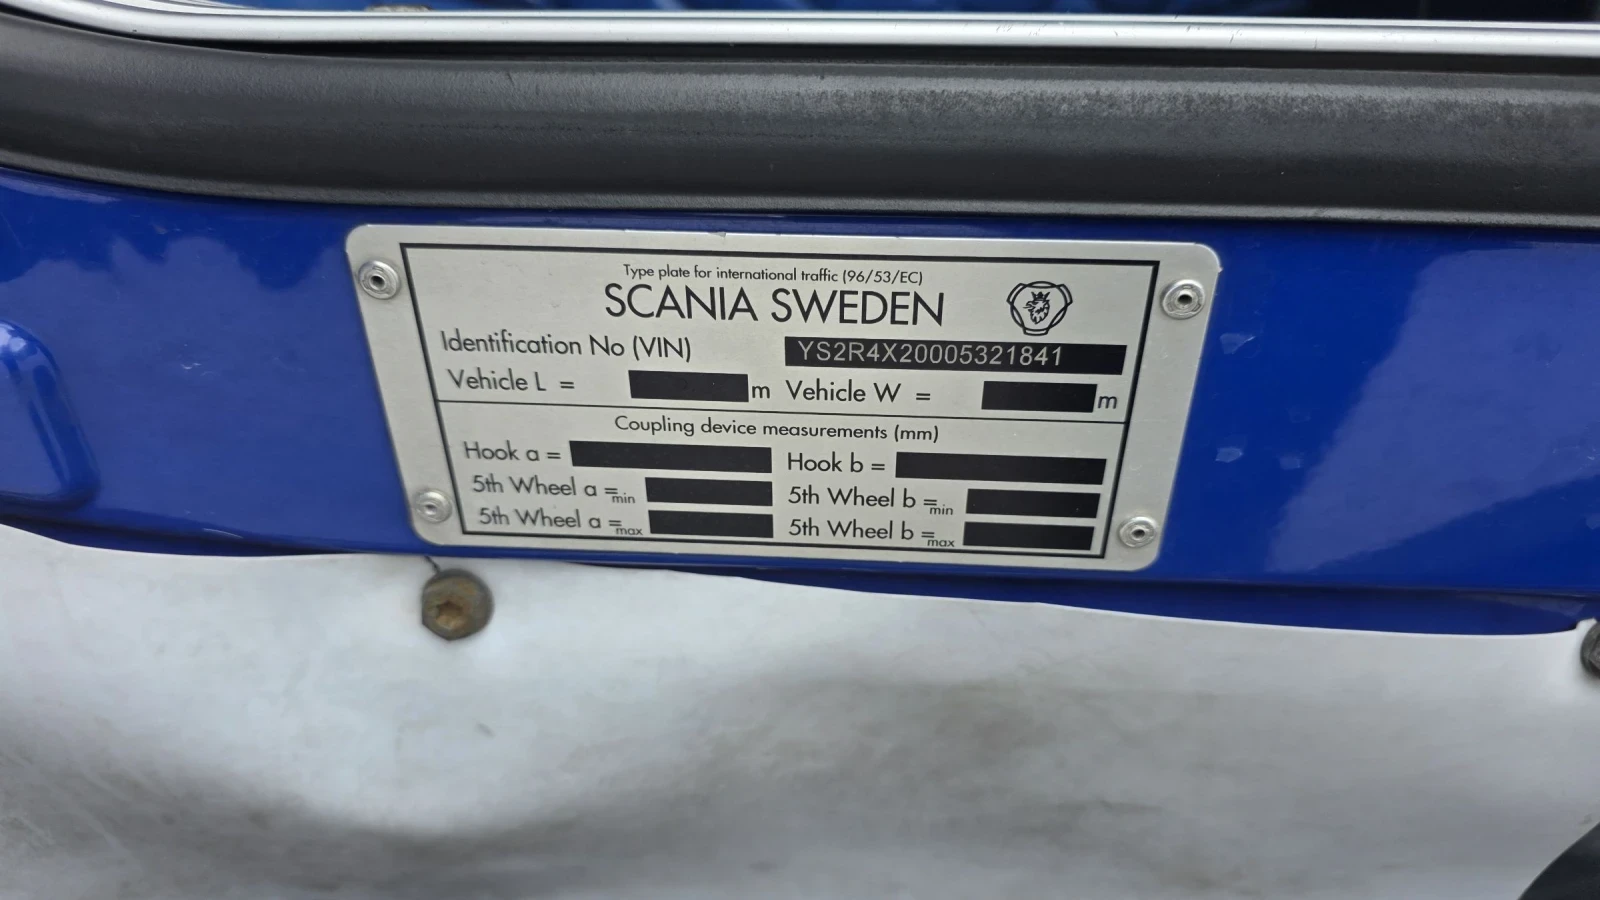 Type plate for international traffic (96/53/EC)
SCANIA SWEDEN
Identification No (VIN) YS2R4X20005321841
Vehicle L = m Vehicle W = m
Coupling device measurements (mm)
Hook a = Hook b =
5th Wheel a =min 5th Wheel b =min
5th Wheel a =max 5th Wheel b =max